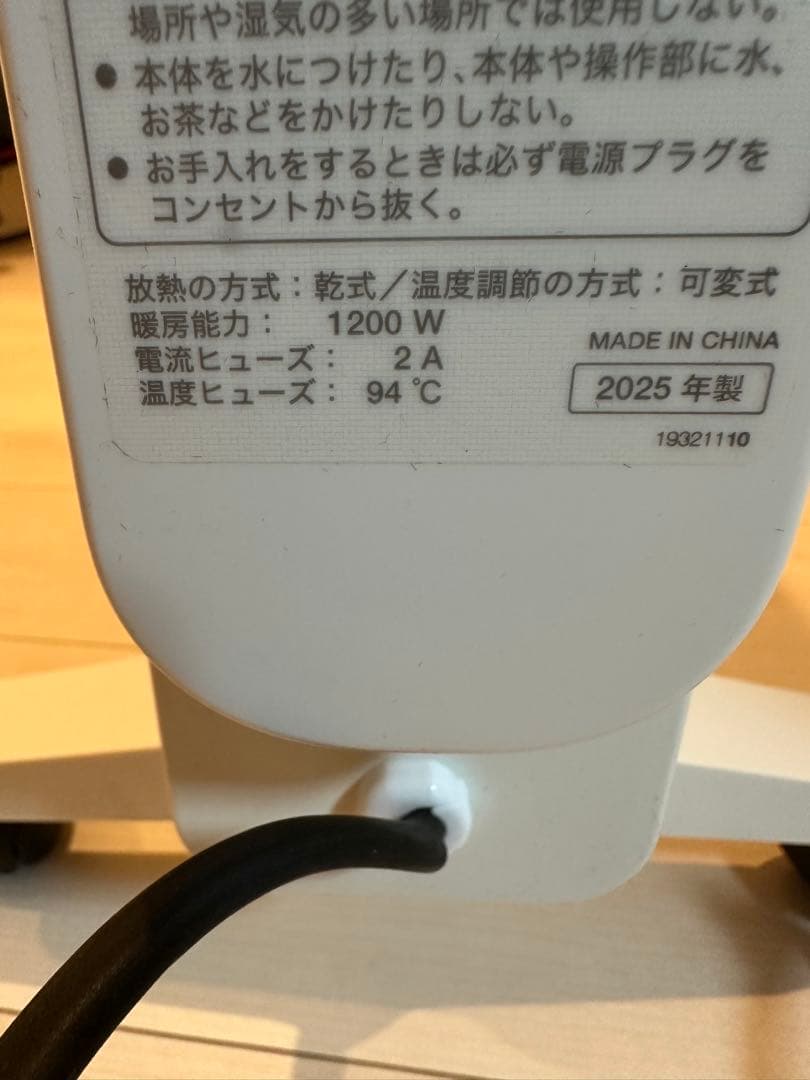 場所や湿気の多い場所では使用しない。
● 本体を水につけたり、本体や操作部に水、
お茶などをかけたりしない。
● お手入れをするときは必ず電源プラグを
コンセントから抜く。
放熱の方式：乾式／温度調節の方式：可変式
暖房能力： 1200 W
電流ヒューズ： 2 A
温度ヒューズ： 94 ℃
MADE IN CHINA
2025 年製
19321110